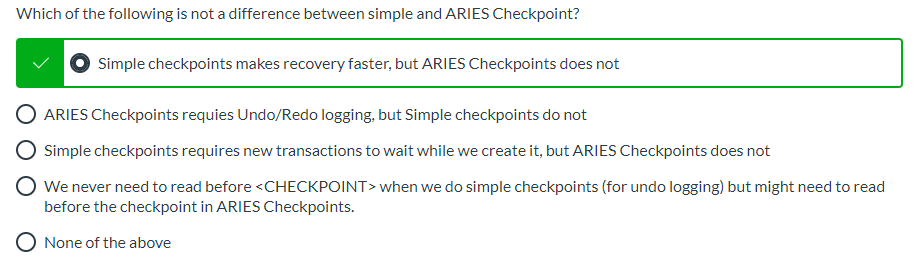 Which of the following is not a difference between simple and ARIES Checkpoint?
Simple checkpoints makes recovery faster, but ARIES Checkpoints does not
ARIES Checkpoints requies Undo/Redo logging, but Simple checkpoints do not
Simple checkpoints requires new transactions to wait while we create it, but ARIES Checkpoints does not
We never need to read before <CHECKPOINT> when we do simple checkpoints (for undo logging) but might need to read
before the checkpoint in ARIES Checkpoints.
None of the above